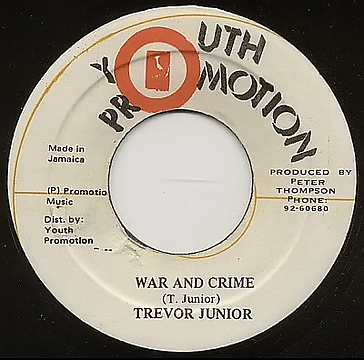 YOUTH
PROMOTION
Made in
Jamaica
(P) Promotio
Music
Dist. by:
Youth
Promotion
PRODUCED BY
PETER
THOMPSON
PHONE:
92-60680
WAR AND CRIME
(T. Junior)
TREVOR JUNIOR